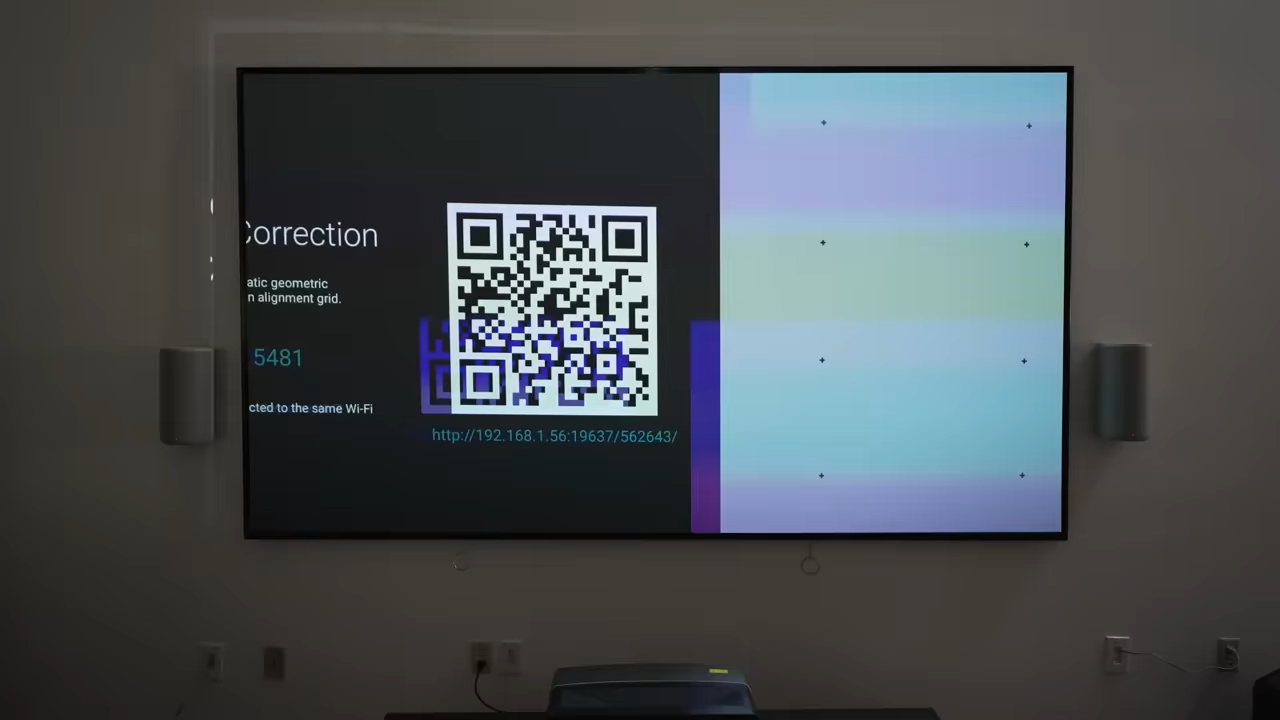 Correction
atic geometric
n alignment grid.
5481
cted to the same Wi-Fi
http://192.168.1.56:19637/562643/